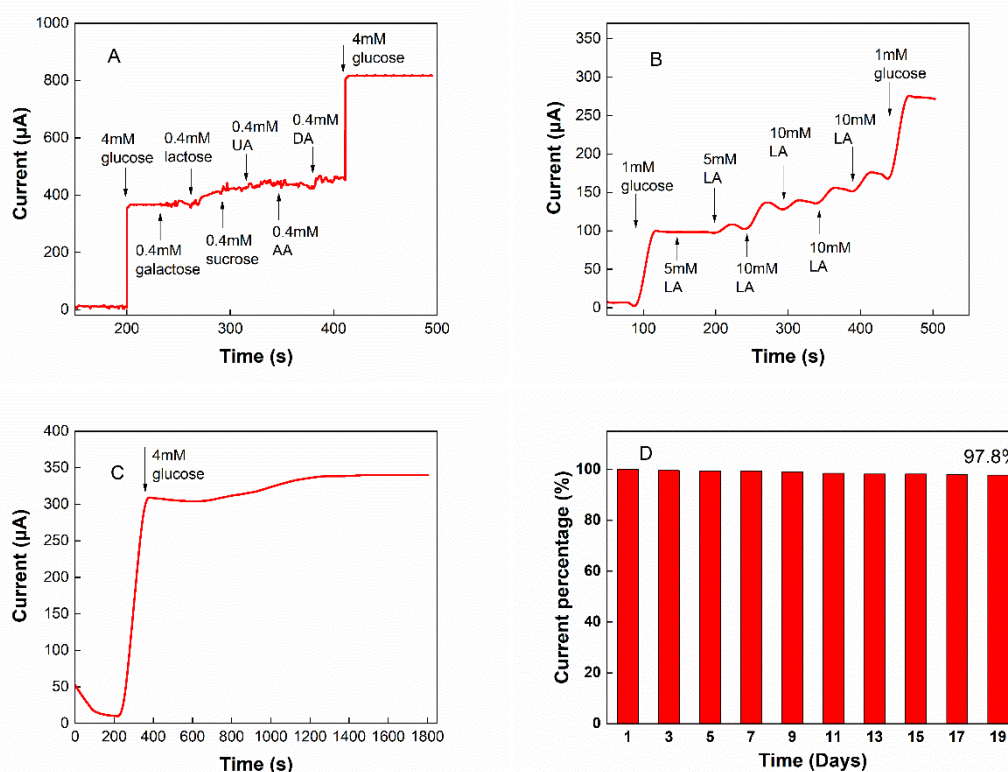 A
1000
800
600
400
200
0
Current (µA)
4mM
glucose
0.4mM
galactose
0.4mM
lactose
0.4mM
sucrose
0.4mM
UA
0.4mM
AA
0.4mM
DA
4mM
glucose
200
300
400
500
Time (s)
B
350
300
250
200
150
100
50
0
Current (µA)
1mM
glucose
5mM
LA
5mM
LA
10mM
LA
10mM
LA
10mM
LA
10mM
LA
1mM
glucose
100
200
300
400
500
Time (s)
C
400
350
300
250
200
150
100
50
0
Current (µA)
4mM
glucose
0
200
400
600
800
1000
1200
1400
1600
1800
Time (s)
D
97.8%
100
80
60
40
20
0
Current percentage (%)
1
3
5
7
9
11
13
15
17
19
Time (Days)